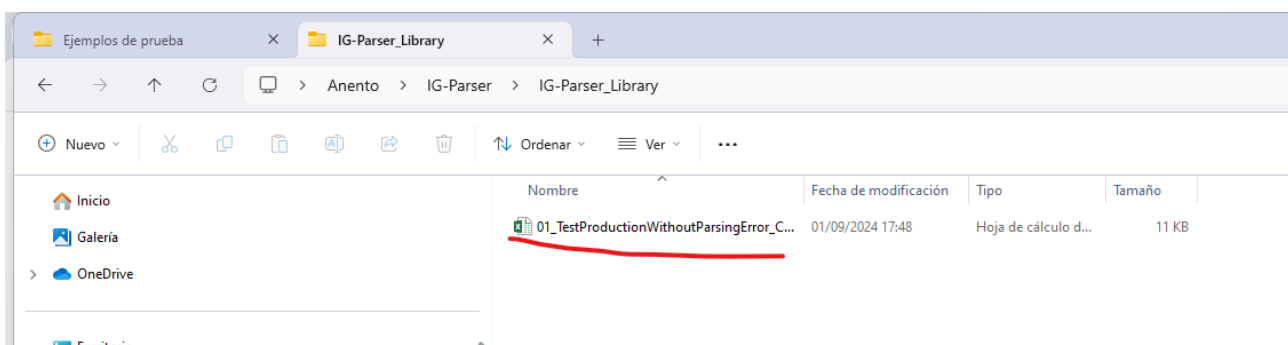 Ejemplos de prueba
IG-Parser_Library
Anento > IG-Parser > IG-Parser_Library
Nuevo
Ordenar
Ver
Inicio
Galería
OneDrive
Nombre
Fecha de modificación
Tipo
Tamaño
01_TestProductionWithoutParsingError_C...
01/09/2024 17:48
Hoja de cálculo d...
11 KB